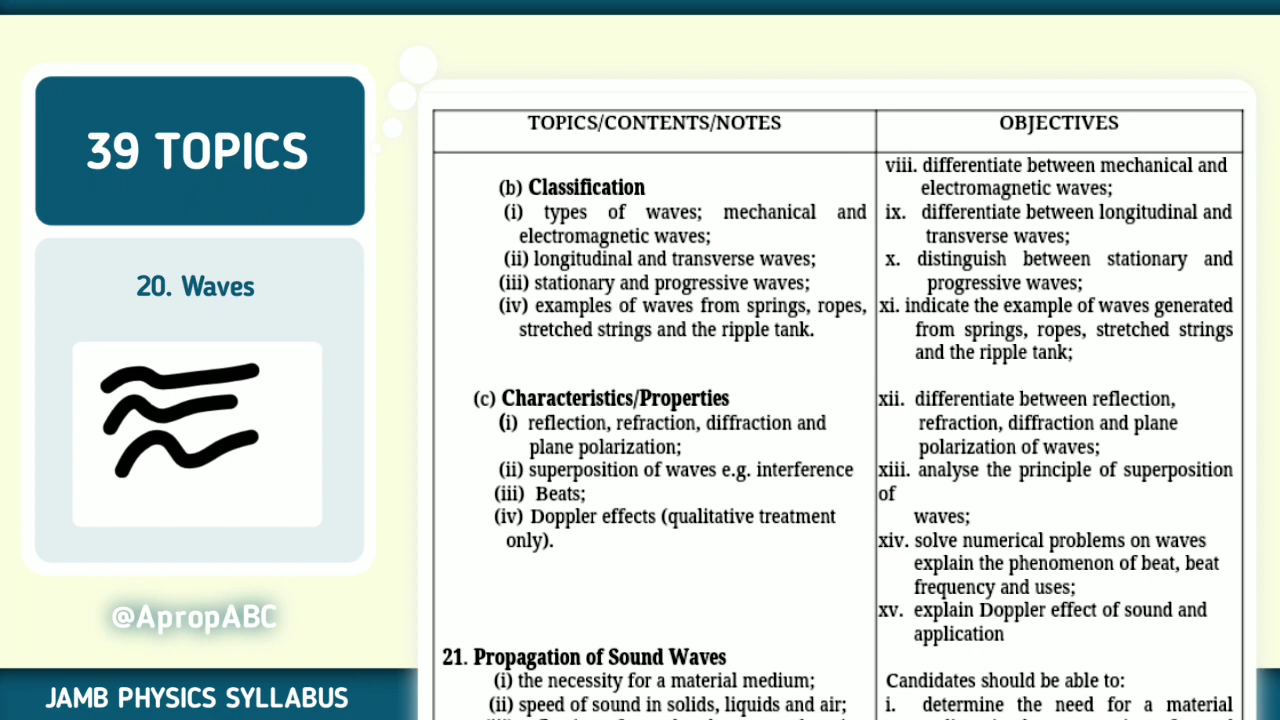 39 TOPICS
20. Waves
@ApropABC
JAMB PHYSICS SYLLABUS
TOPICS/CONTENTS/NOTES
(b) Classification
(i) types of waves; mechanical and
electromagnetic waves;
(ii) longitudinal and transverse waves;
(iii) stationary and progressive waves;
(iv) examples of waves from springs, ropes,
stretched strings and the ripple tank.
(c) Characteristics/Properties
(i) reflection, refraction, diffraction and
plane polarization;
(ii) superposition of waves e.g. interference
(iii) Beats;
(iv) Doppler effects (qualitative treatment
only).
21. Propagation of Sound Waves
(i) the necessity for a material medium;
(ii) speed of sound in solids, liquids and air;
OBJECTIVES
viii. differentiate between mechanical and
electromagnetic waves;
ix. differentiate between longitudinal and
transverse waves;
x. distinguish between stationary and
progressive waves;
xi. indicate the example of waves generated
from springs, ropes, stretched strings
and the ripple tank;
xii. differentiate between reflection,
refraction, diffraction and plane
polarization of waves;
xiii. analyse the principle of superposition
of
waves;
xiv. solve numerical problems on waves
explain the phenomenon of beat, beat
frequency and uses;
xv. explain Doppler effect of sound and
application
Candidates should be able to:
i. determine the need for a material